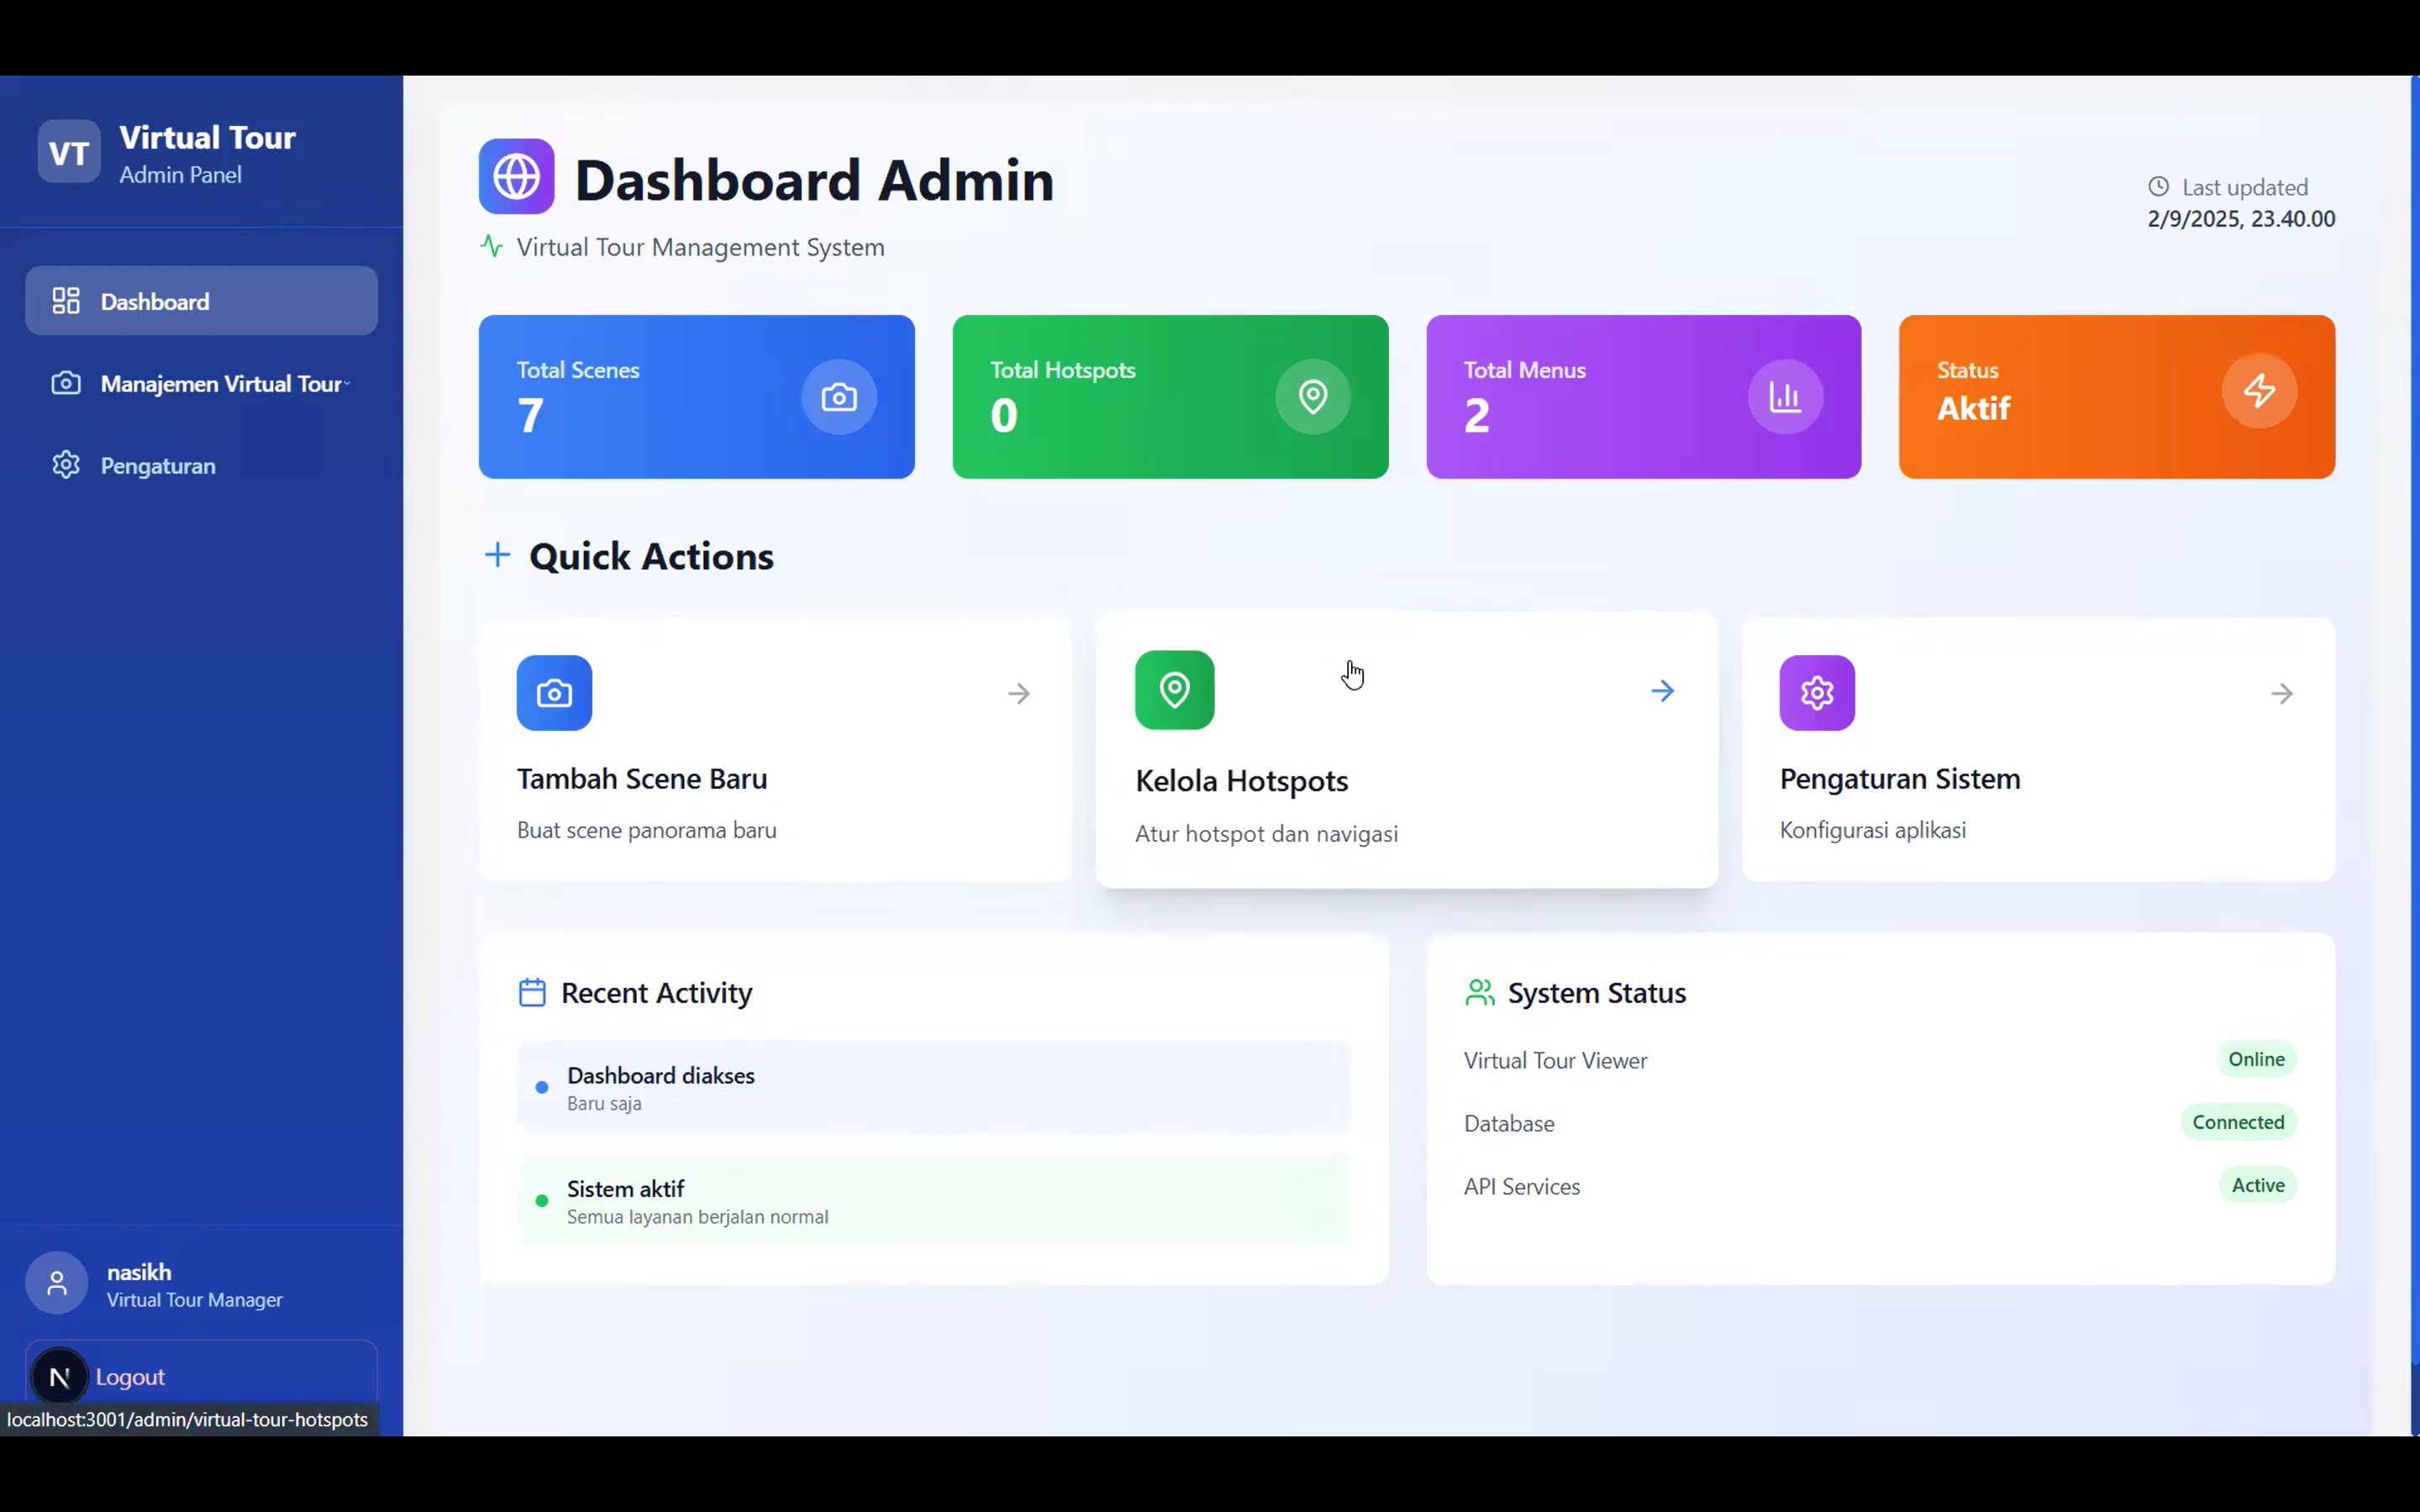 VT
Virtual Tour
Admin Panel
Dashboard
Manajemen Virtual Tour
Pengaturan
nasikh
Virtual Tour Manager
N
Logout
localhost:3001/admin/virtual-tour-hotspots
Dashboard Admin
Virtual Tour Management System
Last updated
2/9/2025, 23.40.00
Total Scenes
7
Total Hotspots
0
Total Menus
2
Status
Aktif
Quick Actions
Tambah Scene Baru
Buat scene panorama baru
Kelola Hotspots
Atur hotspot dan navigasi
Pengaturan Sistem
Konfigurasi aplikasi
Recent Activity
Dashboard diakses
Baru saja
Sistem aktif
Semua layanan berjalan normal
System Status
Virtual Tour Viewer
Online
Database
Connected
API Services
Active